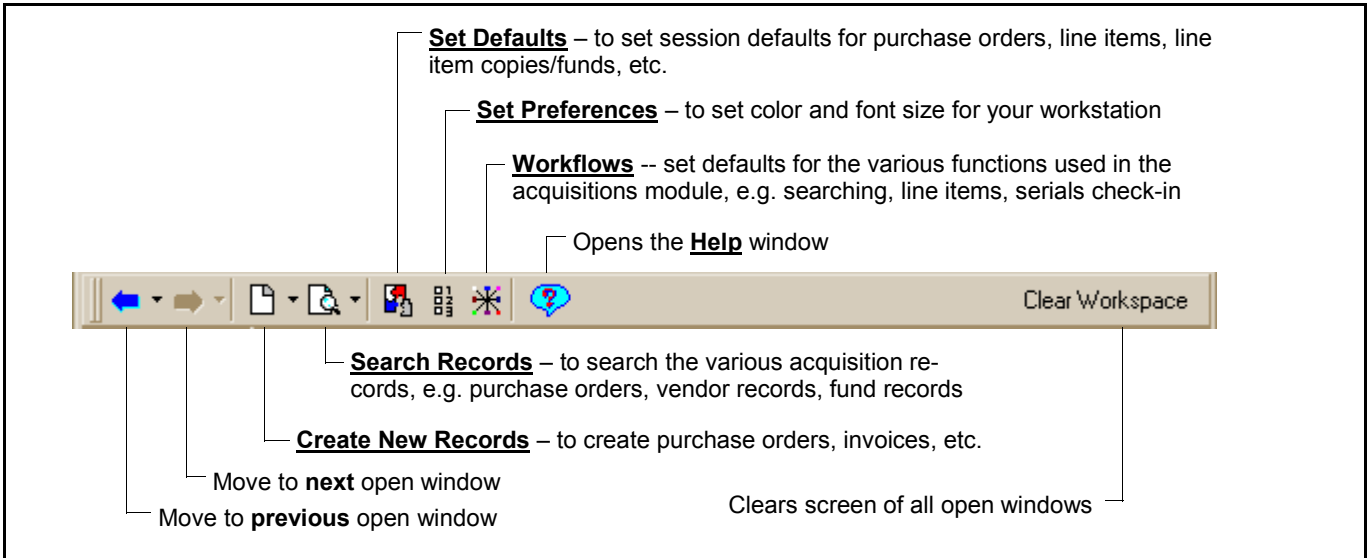 Set Defaults – to set session defaults for purchase orders, line items, line
item copies/funds, etc.
Set Preferences – to set color and font size for your workstation
Workflows -- set defaults for the various functions used in the
acquisitions module, e.g. searching, line items, serials check-in
Opens the Help window
Clear Workspace
Search Records – to search the various acquisition re-
cords, e.g. purchase orders, vendor records, fund records
Create New Records – to create purchase orders, invoices, etc.
Move to next open window
Clears screen of all open windows
Move to previous open window